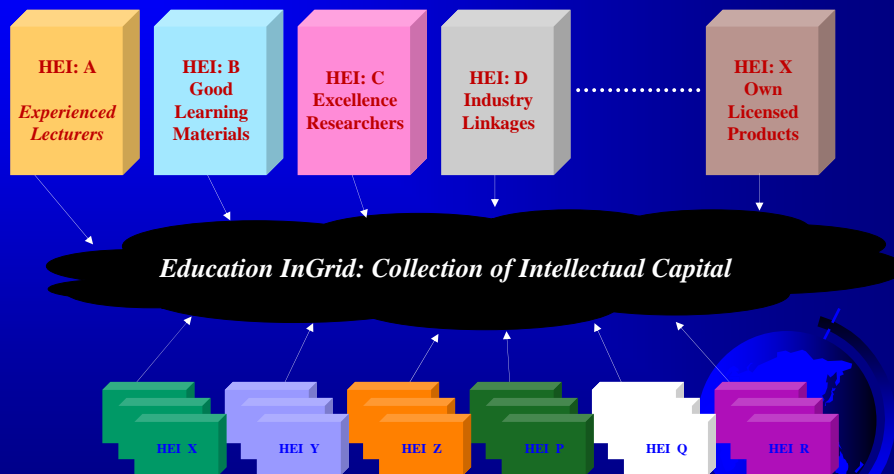 HEI: A
Experienced
Lecturers
HEI: B
Good
Learning
Materials
HEI: C
Excellence
Researchers
HEI: D
Industry
Linkages
HEI: X
Own
Licensed
Products
Education InGrid: Collection of Intellectual Capital
HEI X
HEI Y
HEI Z
HEI P
HEI Q
HEI R